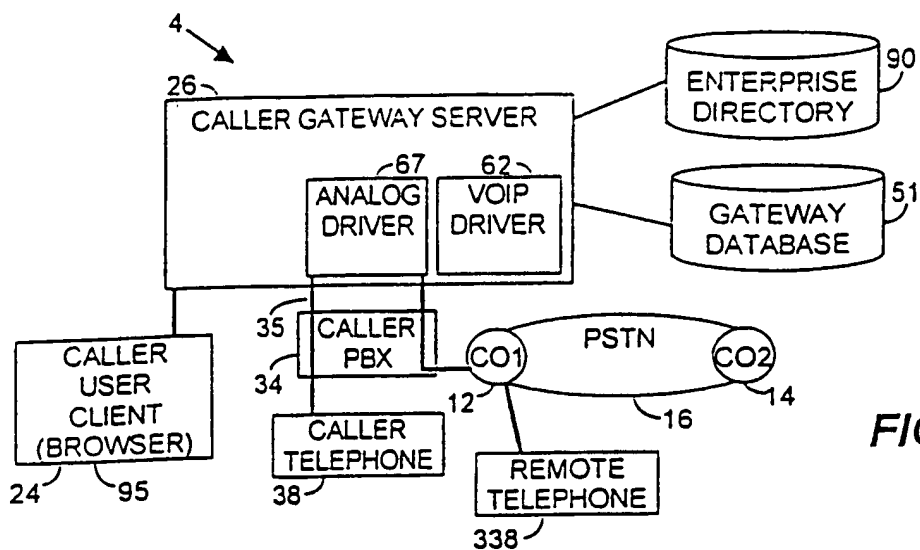 4
26
CALLER GATEWAY SERVER
67
ANALOG
DRIVER
62
VOIP
DRIVER
ENTERPRISE
DIRECTORY
90
GATEWAY
DATABASE
51
35
CALLER
PBX
34
CALLER
USER
CLIENT
(BROWSER)
24
95
CALLER
TELEPHONE
38
CO1
12
PSTN
16
CO2
14
REMOTE
TELEPHONE
338